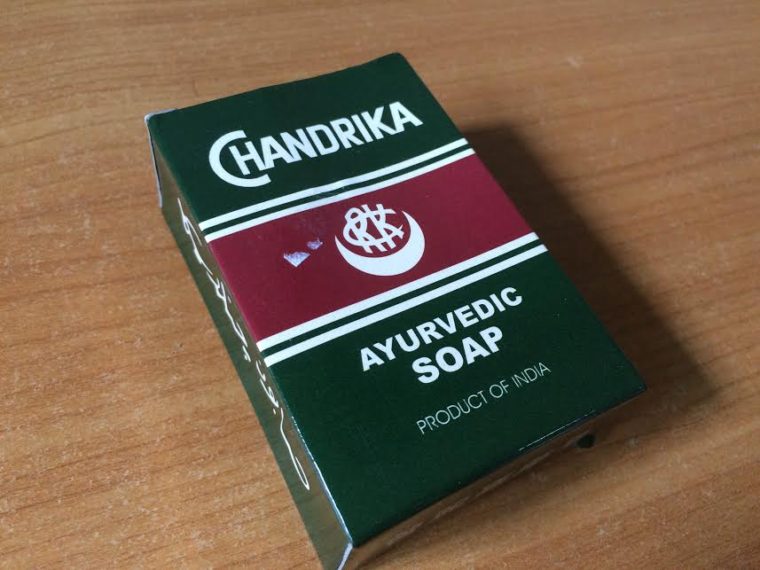 CHANDRIKA
AYURVEDIC
SOAP
PRODUCT OF INDIA